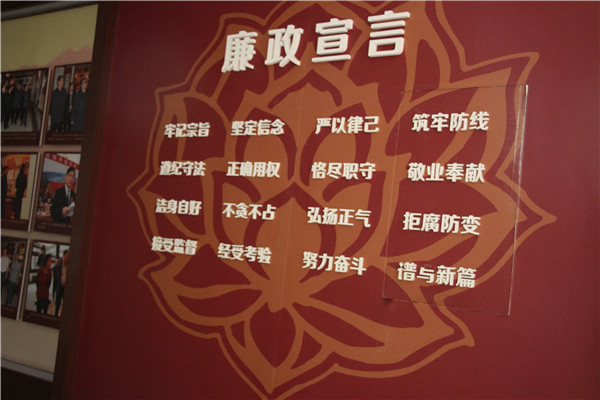 廉政宣言
牢记宗旨 坚定信念 严以律己 筑牢防线
遵纪守法 正确用权 恪尽职守 敬业奉献
洁身自好 不贪不占 弘扬正气 拒腐防变
接受监督 经受考验 努力奋斗 谱与新篇